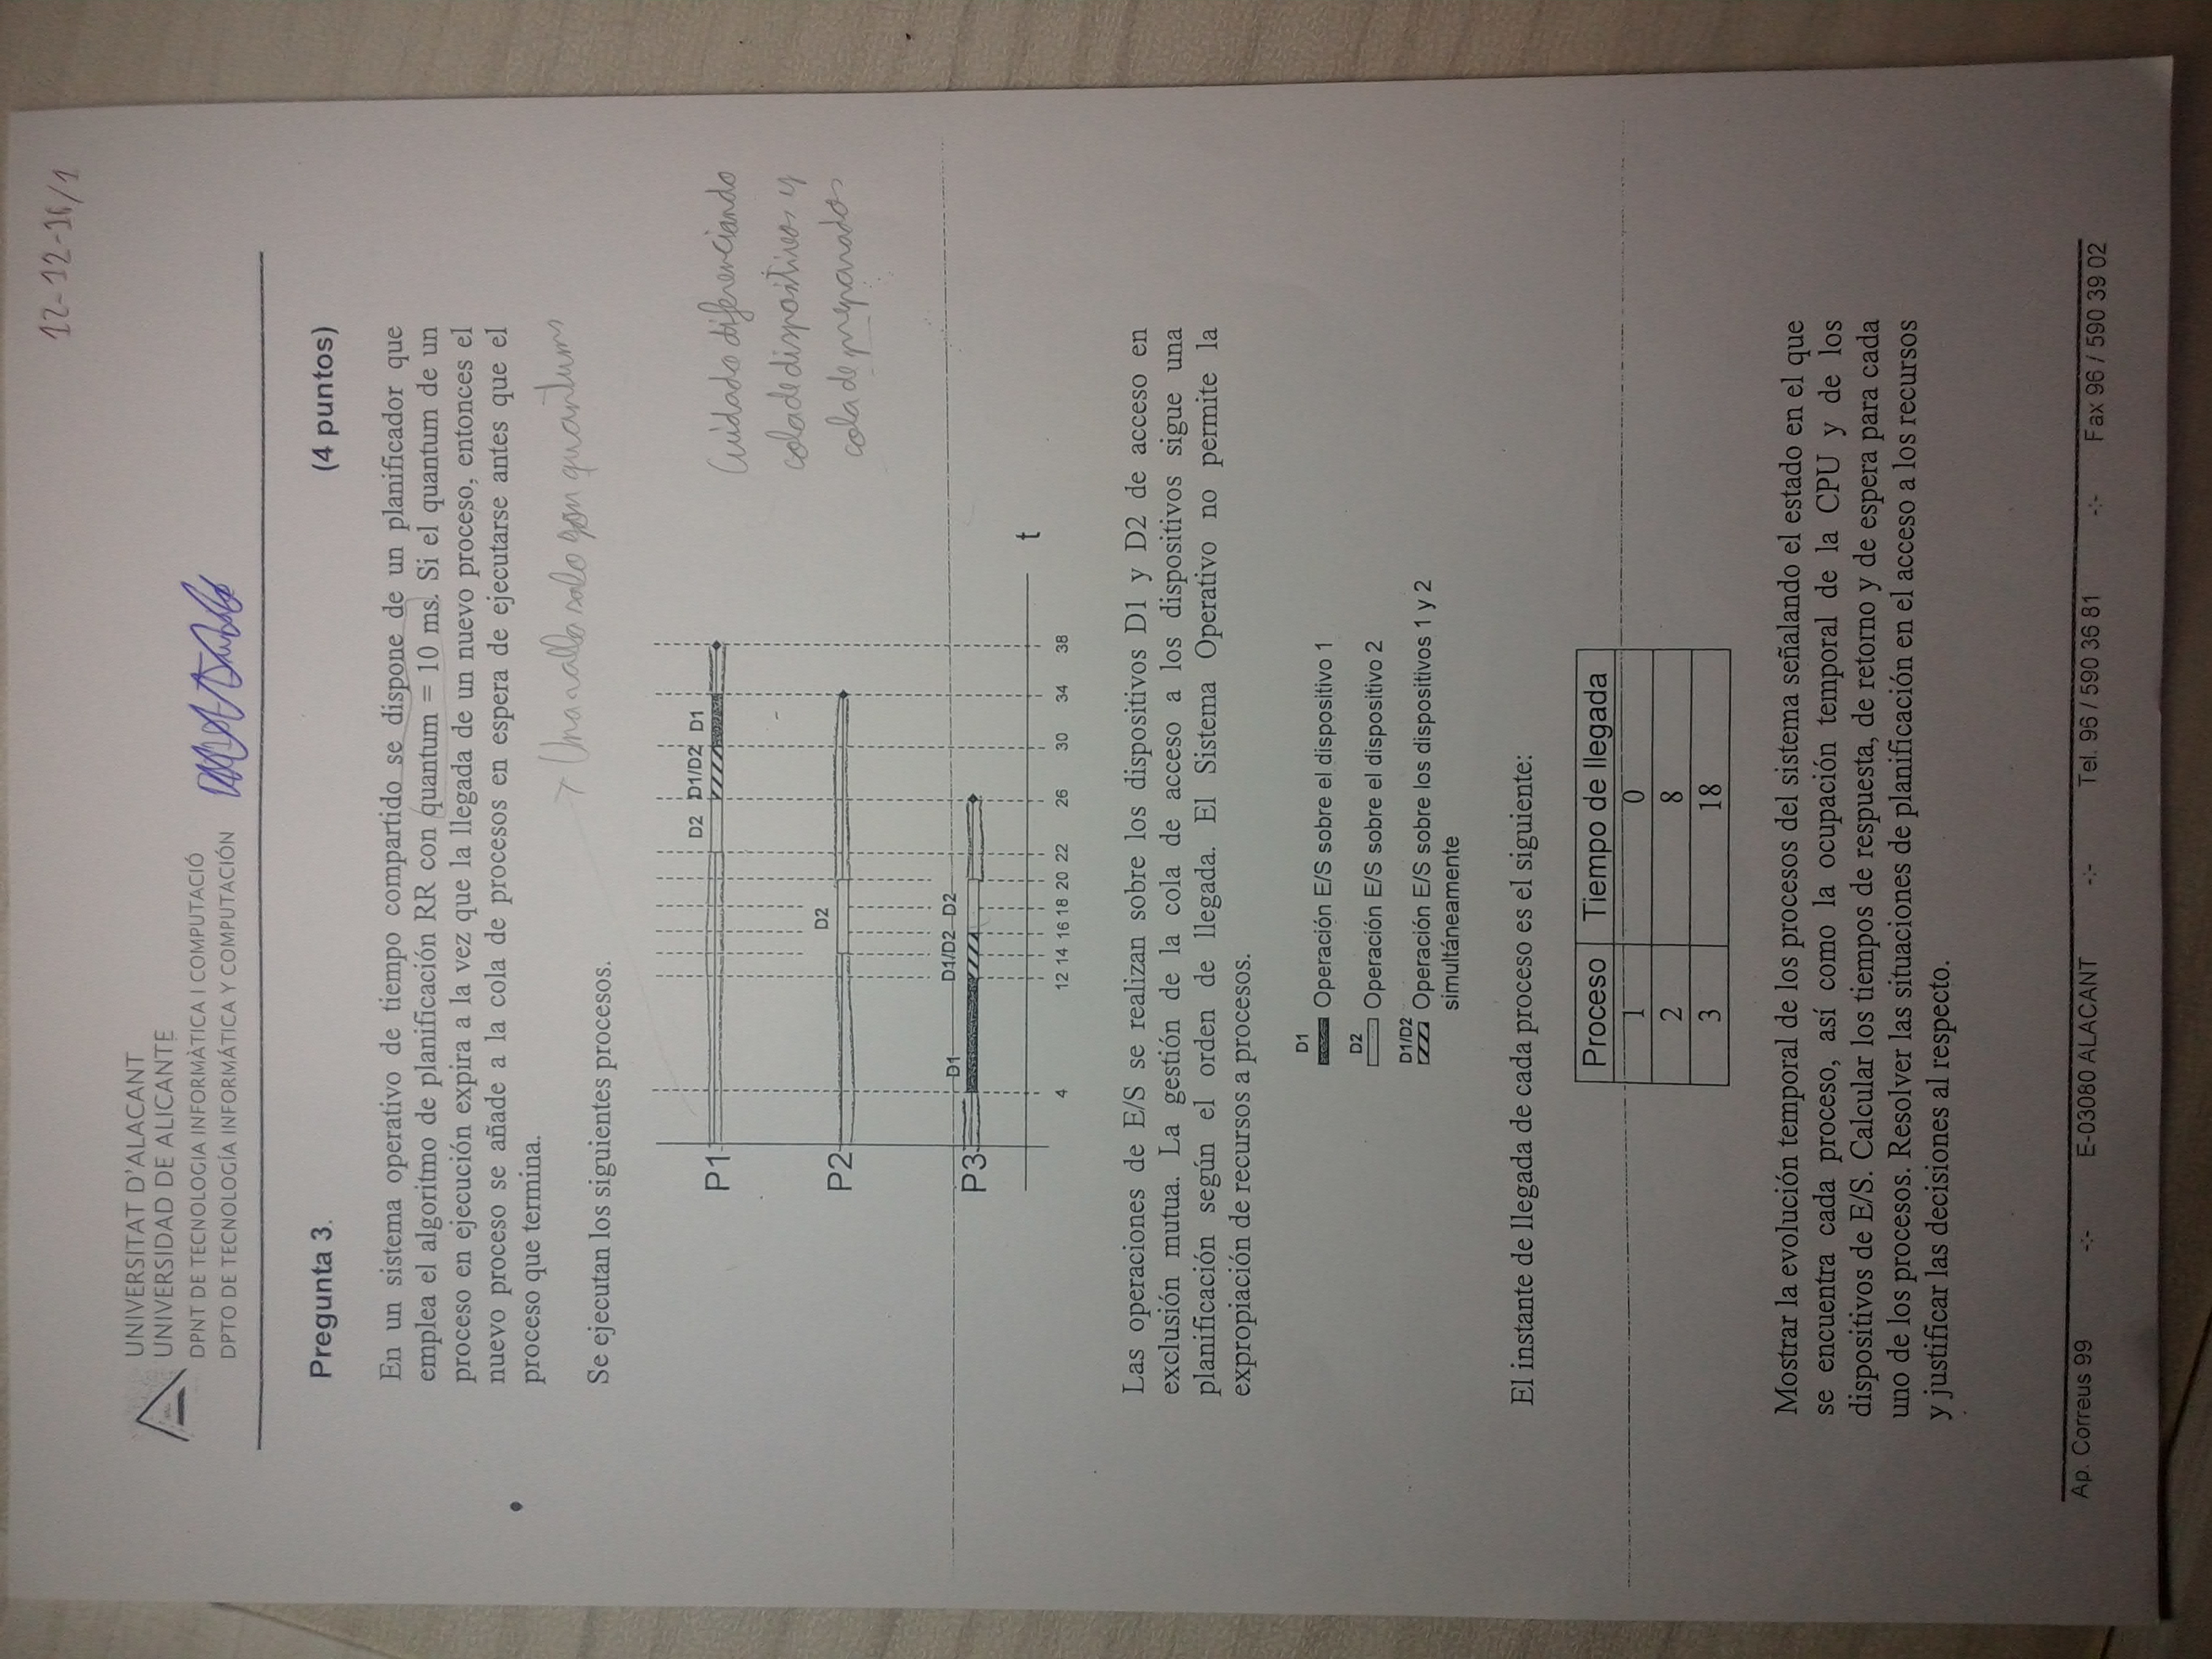 12-12-16/1
UNIVERSITAT D'ALACANT
UNIVERSIDAD DE ALICANTE
DPNT DE TECNOLOGIA INFORMÀTICA I COMPUTACIÓ
DPTO DE TECNOLOGÍA INFORMÁTICA Y COMPUTACIÓN
Pregunta 3. (4 puntos)
En un sistema operativo de tiempo compartido se dispone de un planificador que
emplea el algoritmo de planificación RR con quantum = 10 ms. Si el quantum de un
proceso en ejecución expira a la vez que la llegada de un nuevo proceso, entonces el
nuevo proceso se añade a la cola de procesos en espera de ejecutarse antes que el
proceso que termina.
solo quantums
Se ejecutan los siguientes procesos.
D2 D1/D2 D1
P1
Cuidado diferenciando
cola de dispositivos y
cola de preparados
D2
P2
D1 D1/D2 D2
P3
t
4 12 14 16 18 20 22 26 30 34 38
Las operaciones de E/S se realizan sobre los dispositivos D1 y D2 de acceso en
exclusión mutua. La gestión de la cola de acceso a los dispositivos sigue una
planificación según el orden de llegada. El Sistema Operativo no permite la
expropiación de recursos a procesos.
D1
Operación E/S sobre el dispositivo 1
D2
Operación E/S sobre el dispositivo 2
D1/D2
Operación E/S sobre los dispositivos 1 y 2
simultáneamente
El instante de llegada de cada proceso es el siguiente:
Proceso Tiempo de llegada
1 0
2 8
3 18
Mostrar la evolución temporal de los procesos del sistema señalando el estado en el que
se encuentra cada proceso, así como la ocupación temporal de la CPU y de los
dispositivos de E/S. Calcular los tiempos de respuesta, de retorno y de espera para cada
uno de los procesos. Resolver las situaciones de planificación en el acceso a los recursos
y justificar las decisiones al respecto.
Ap. Correus 99 -:- E-03080 ALACANT -:- Tel. 96 / 590 36 81 -:- Fax 96 / 590 39 02